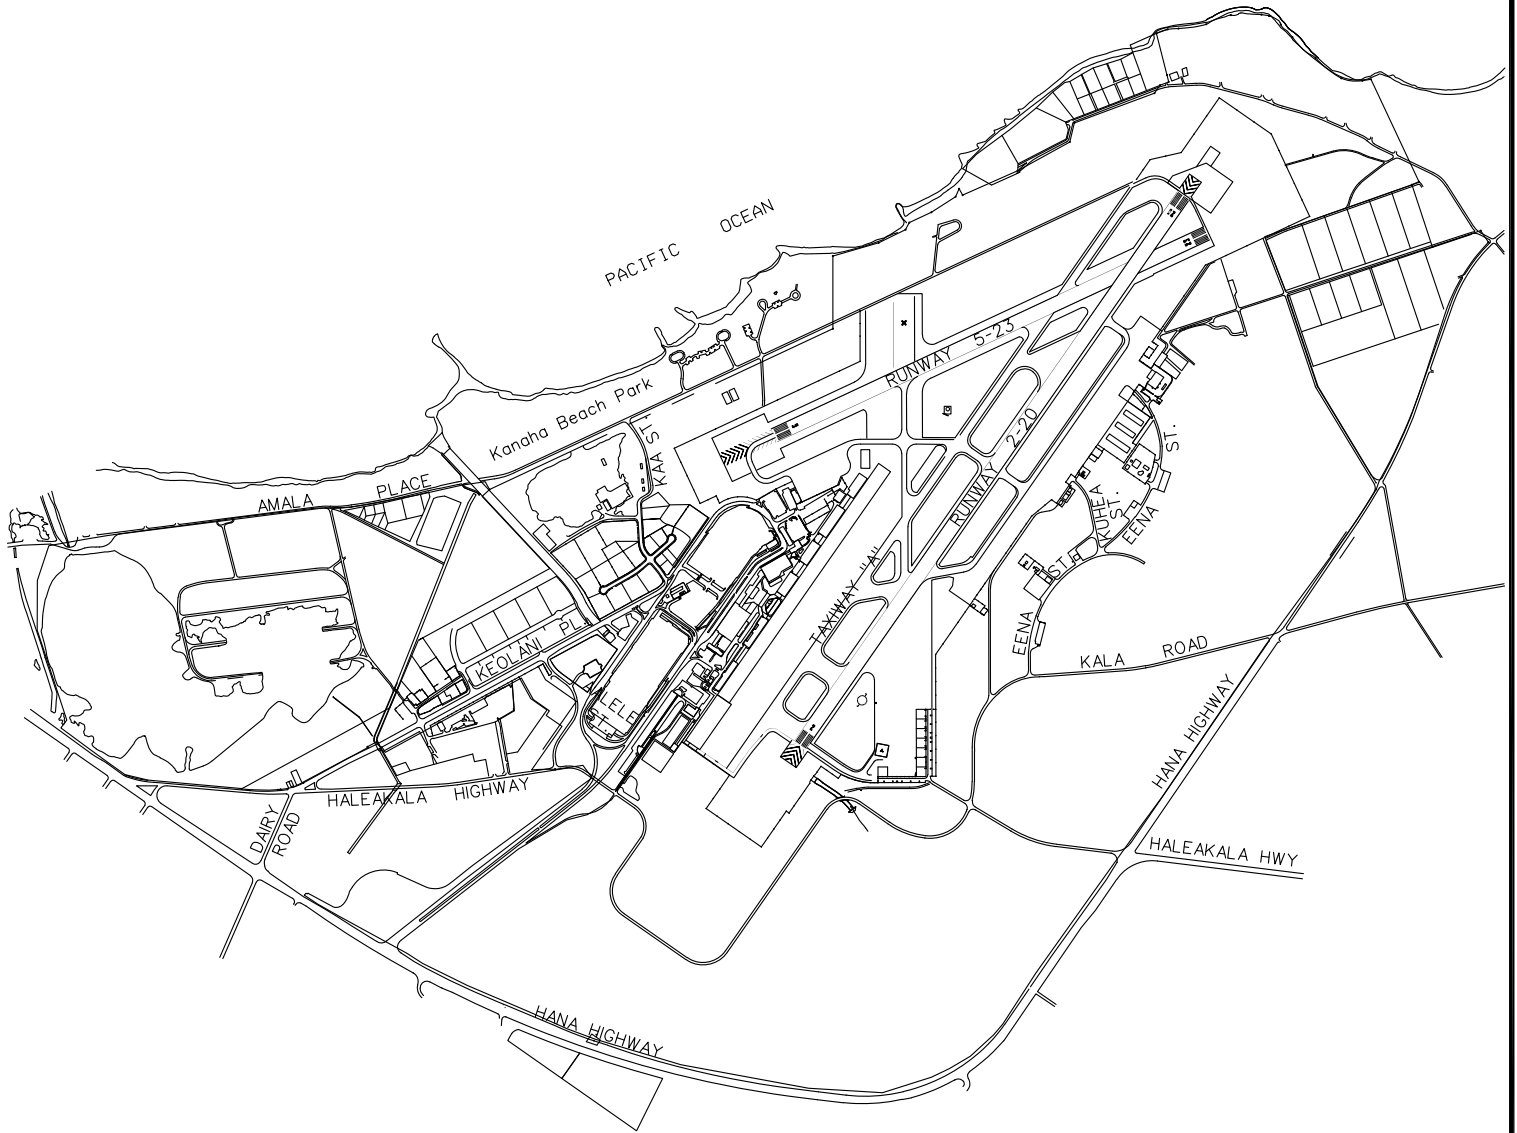 PACIFIC OCEAN
RUNWAY 5-23
Kanaha Beach Park
KAA ST.
AMALA PLACE
RUNWAY 2-20
ST.
KUHEA
ST.
EENA
TAXIWAY "A"
ST.
EENA
KEOLANI PL.
KALA ROAD
LELE
ST.
HANA HIGHWAY
HALEAKALA HIGHWAY
DAIRY
ROAD
HALEAKALA HWY
HANA HIGHWAY